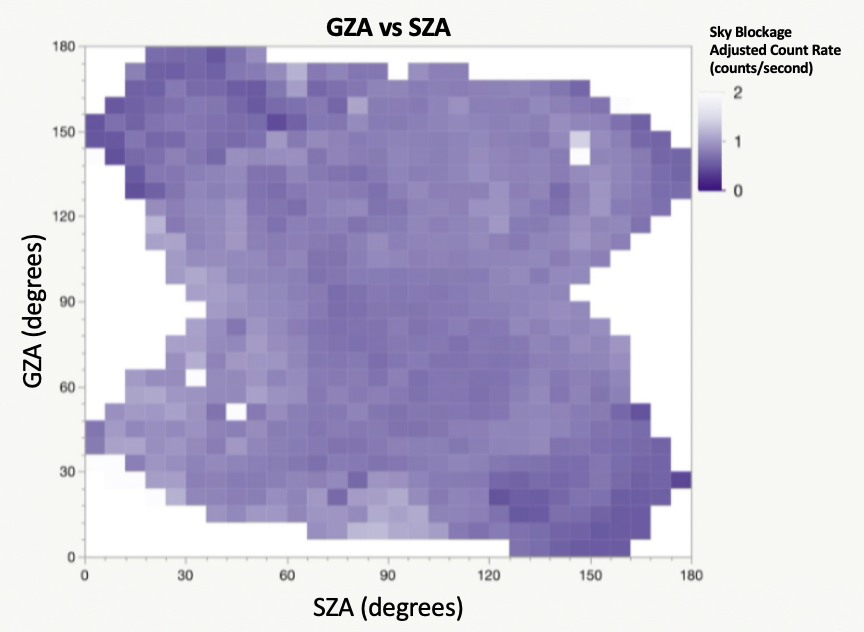 GZA vs SZA
Sky Blockage
Adjusted Count Rate
(counts/second)
2
1
0
180
150
120
90
60
30
0
GZA (degrees)
0 30 60 90 120 150 180
SZA (degrees)